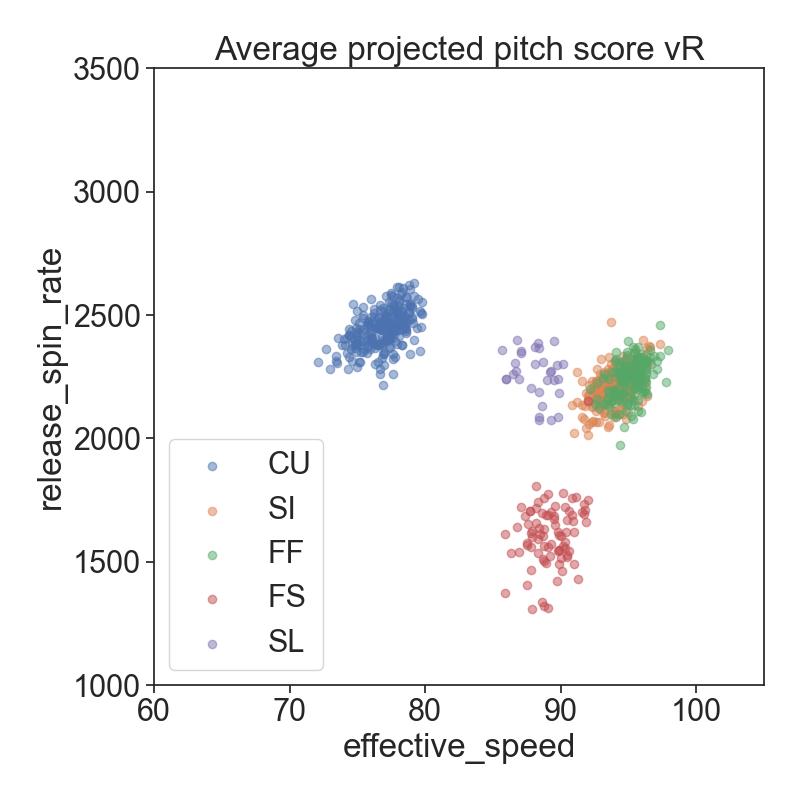 Average projected pitch score vR
3500
3000
2500
2000
1500
1000
release_spin_rate
CU
SI
FF
FS
SL
60 70 80 90 100
effective_speed